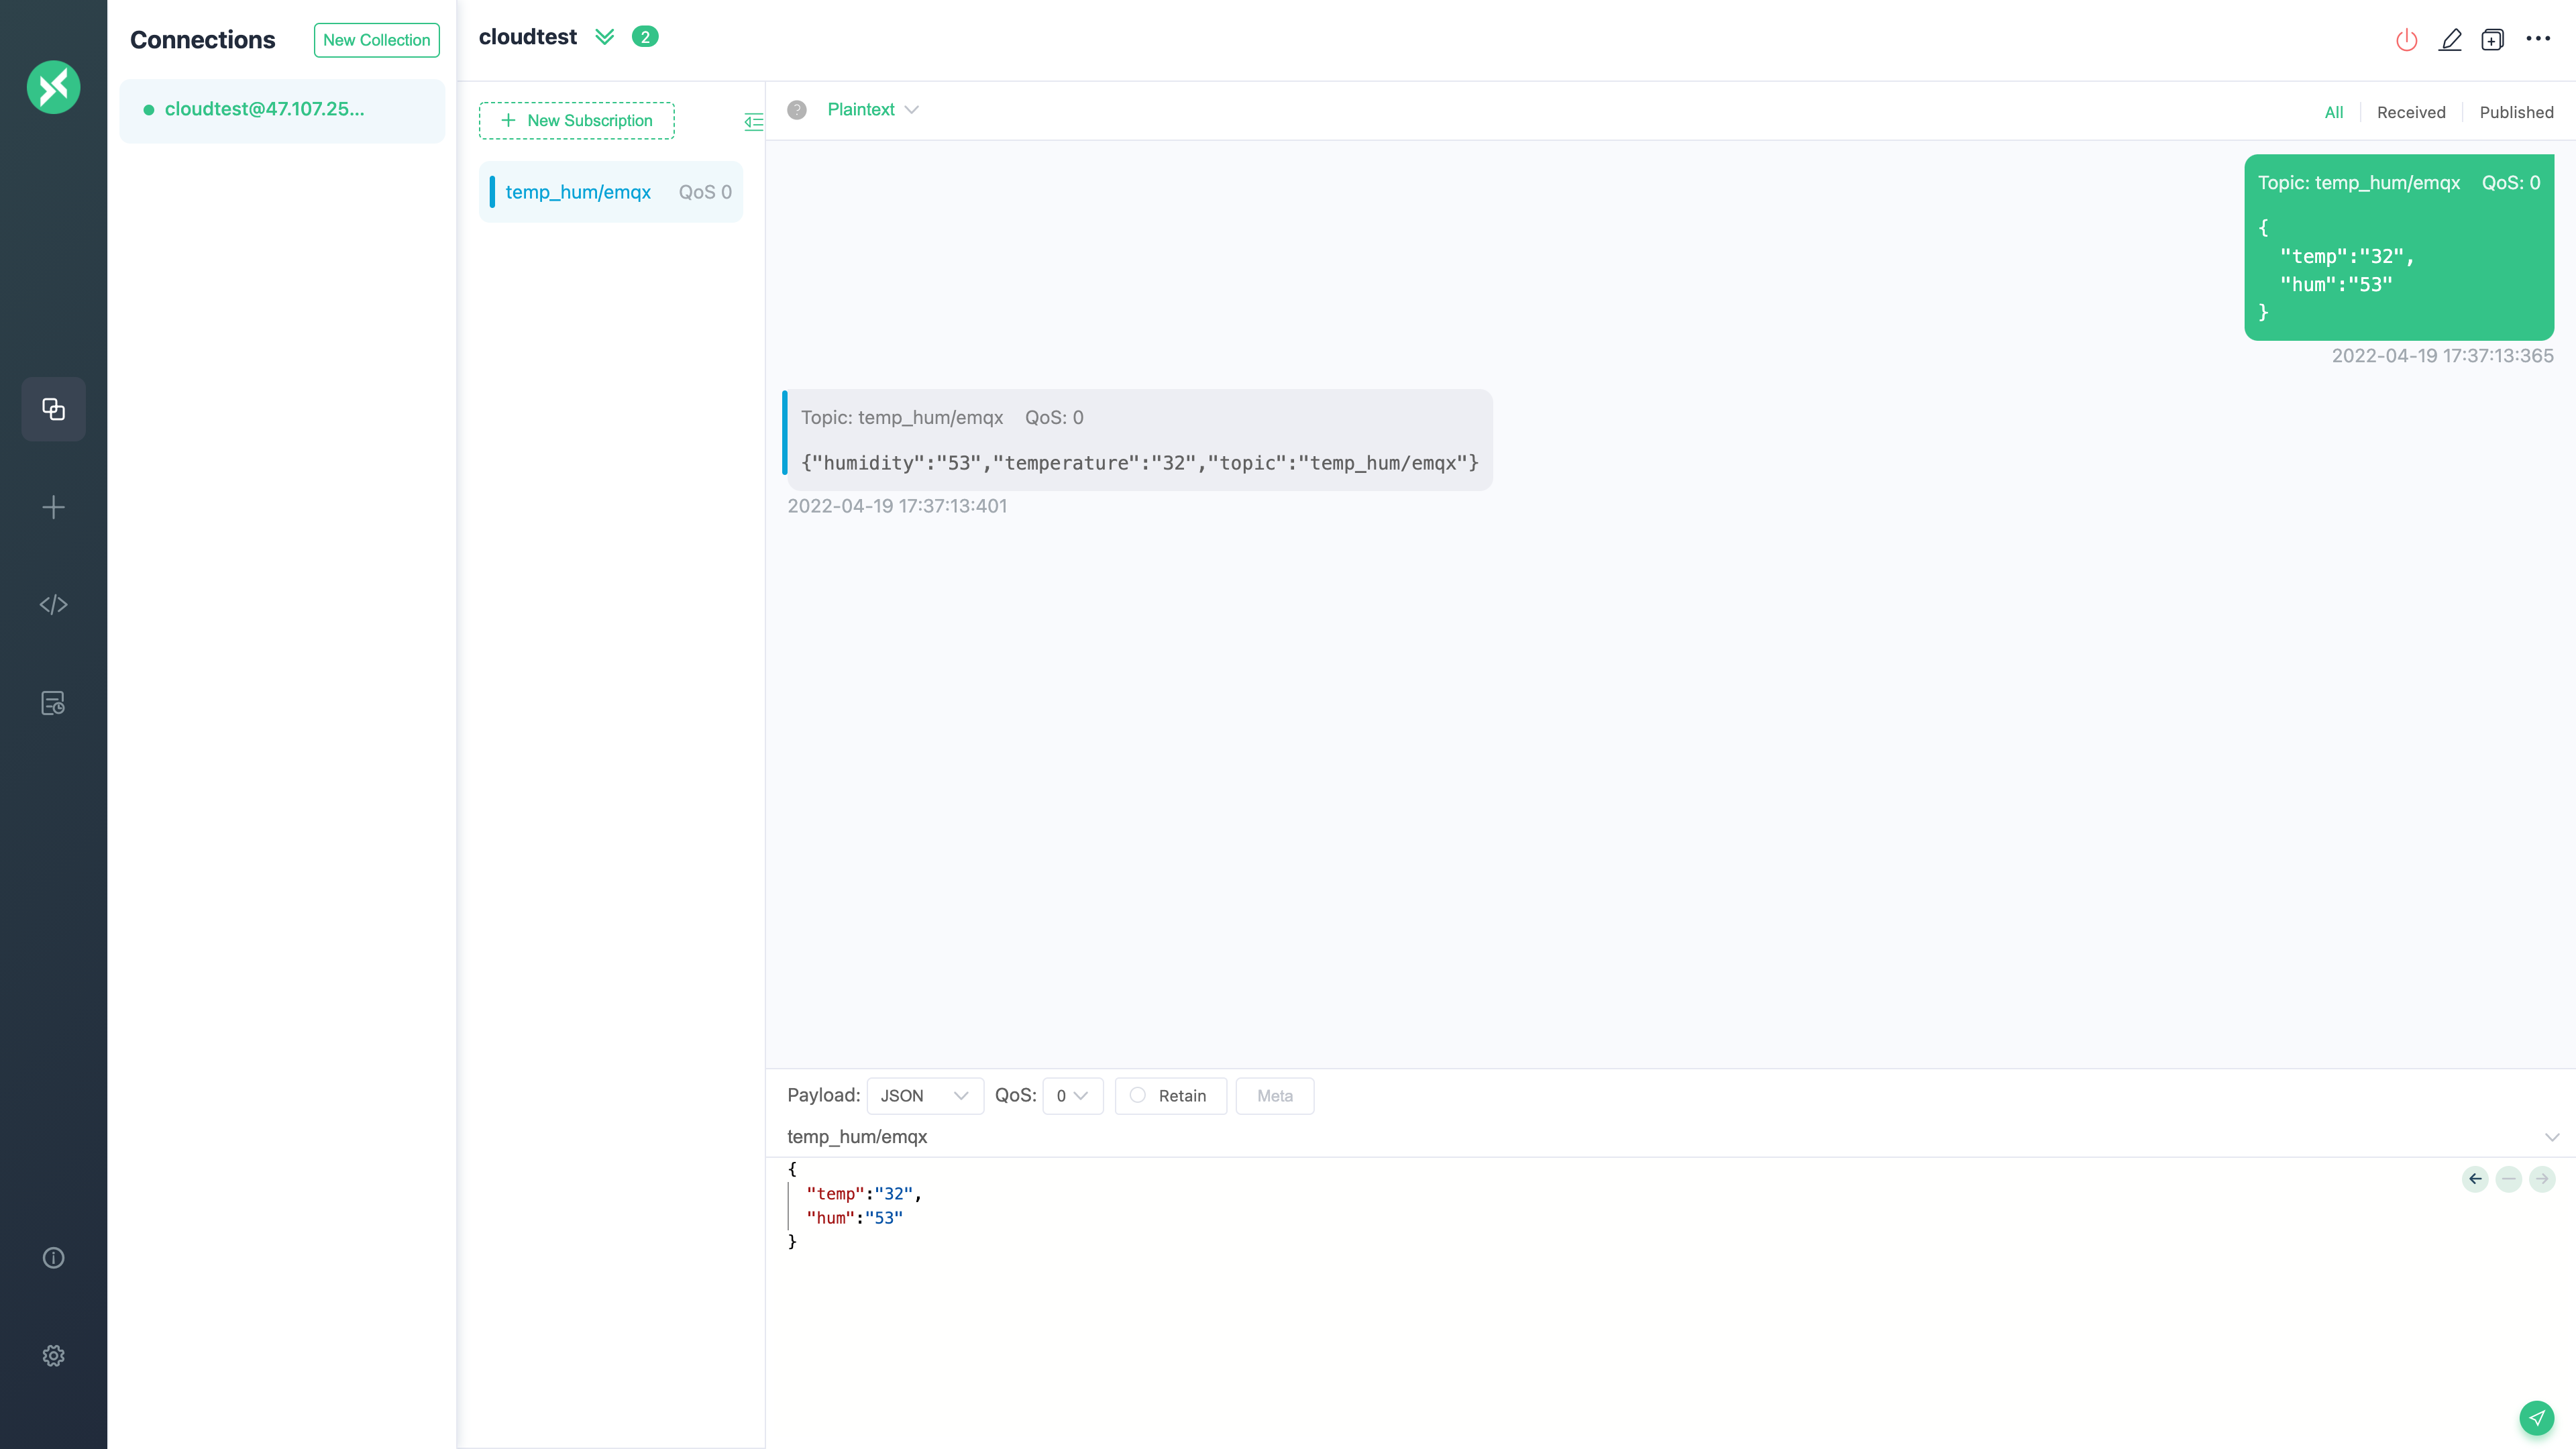 Connections
New Collection
cloudtest@47.107.25...
cloudtest
2
New Subscription
temp_hum/emqx QoS 0
Plaintext
All
Received
Published
Topic: temp_hum/emqx QoS: 0
{
"temp":"32",
"hum":"53"
}
2022-04-19 17:37:13:365
Topic: temp_hum/emqx QoS: 0
{"humidity":"53","temperature":"32","topic":"temp_hum/emqx"}
2022-04-19 17:37:13:401
Payload: JSON QoS: 0 Retain Meta
temp_hum/emqx
{
"temp":"32",
"hum":"53"
}